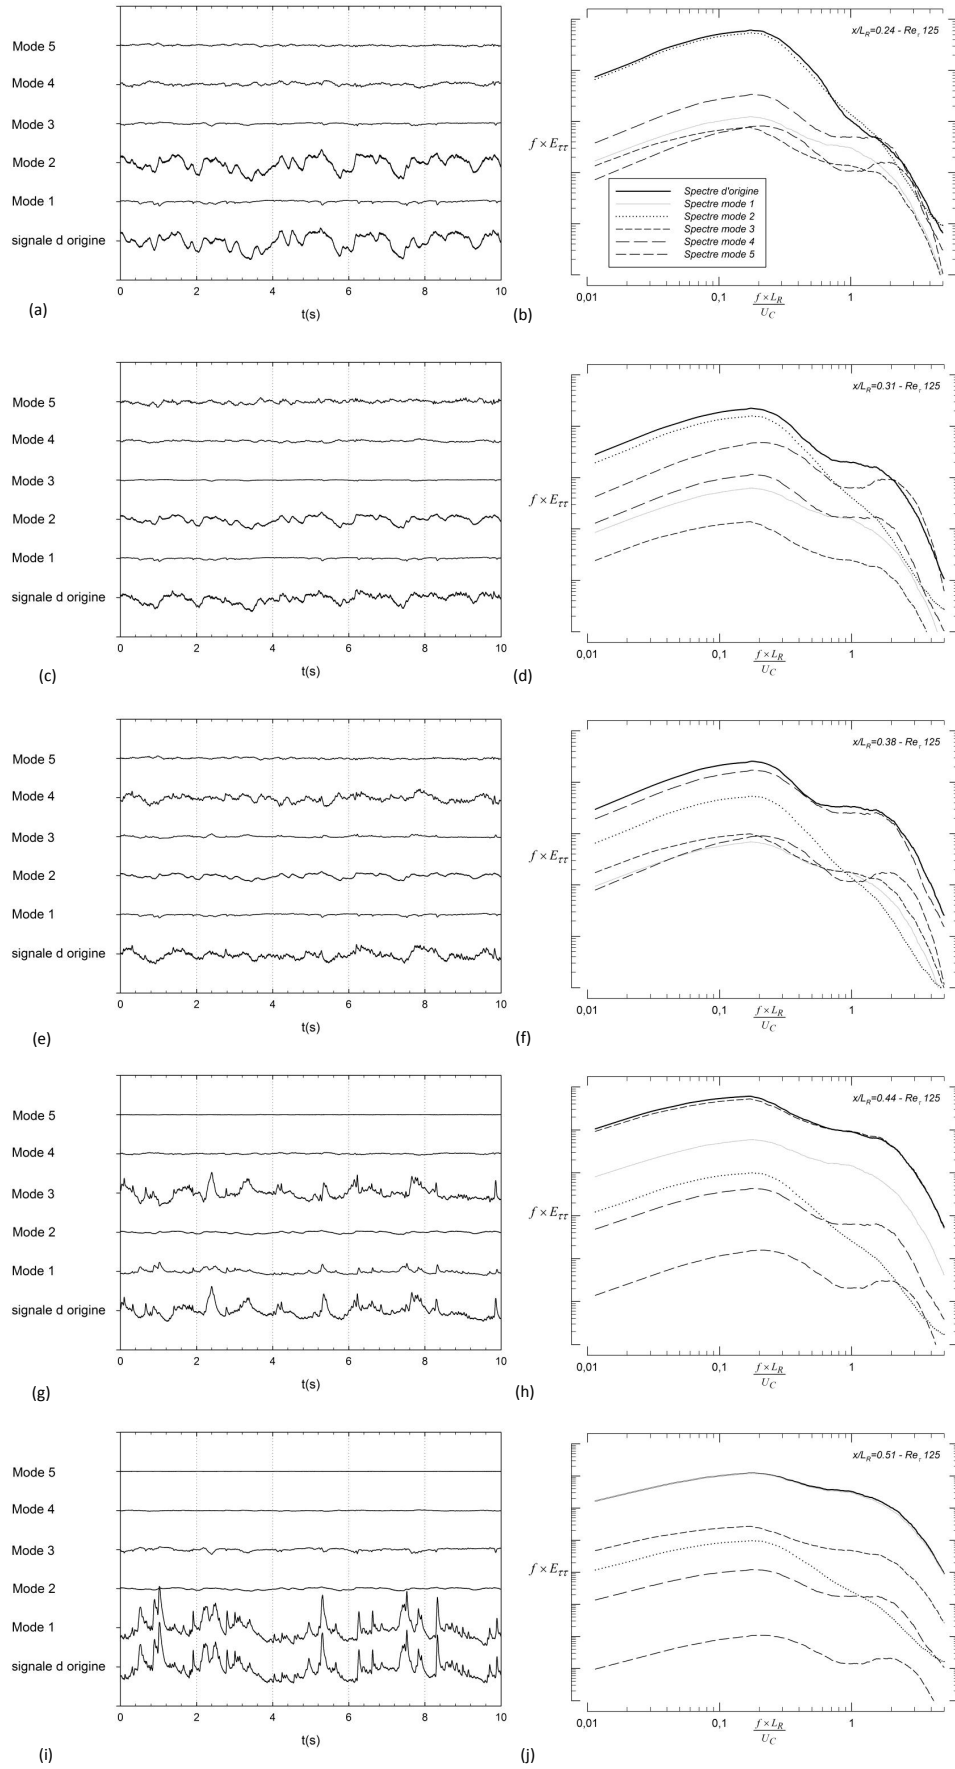 Mode 5
Mode 4
Mode 3
Mode 2
Mode 1
signale d origine
0 2 4 6 8 10
t(s)
(a)
x/L_R=0.24 - Re_τ 125
f × E_ττ
Spectre d'origine
Spectre mode 1
Spectre mode 2
Spectre mode 3
Spectre mode 4
Spectre mode 5
0,01 0,1 1
f × L_R
U_C
(b)
Mode 5
Mode 4
Mode 3
Mode 2
Mode 1
signale d origine
0 2 4 6 8 10
t(s)
(c)
x/L_R=0.31 - Re_τ 125
f × E_ττ
0,01 0,1 1
f × L_R
U_C
(d)
Mode 5
Mode 4
Mode 3
Mode 2
Mode 1
signale d origine
0 2 4 6 8 10
t(s)
(e)
x/L_R=0.38 - Re_τ 125
f × E_ττ
0,01 0,1 1
f × L_R
U_C
(f)
Mode 5
Mode 4
Mode 3
Mode 2
Mode 1
signale d origine
0 2 4 6 8 10
t(s)
(g)
x/L_R=0.44 - Re_τ 125
f × E_ττ
0,01 0,1 1
f × L_R
U_C
(h)
Mode 5
Mode 4
Mode 3
Mode 2
Mode 1
signale d origine
0 2 4 6 8 10
t(s)
(i)
x/L_R=0.51 - Re_τ 125
f × E_ττ
0,01 0,1 1
f × L_R
U_C
(j)